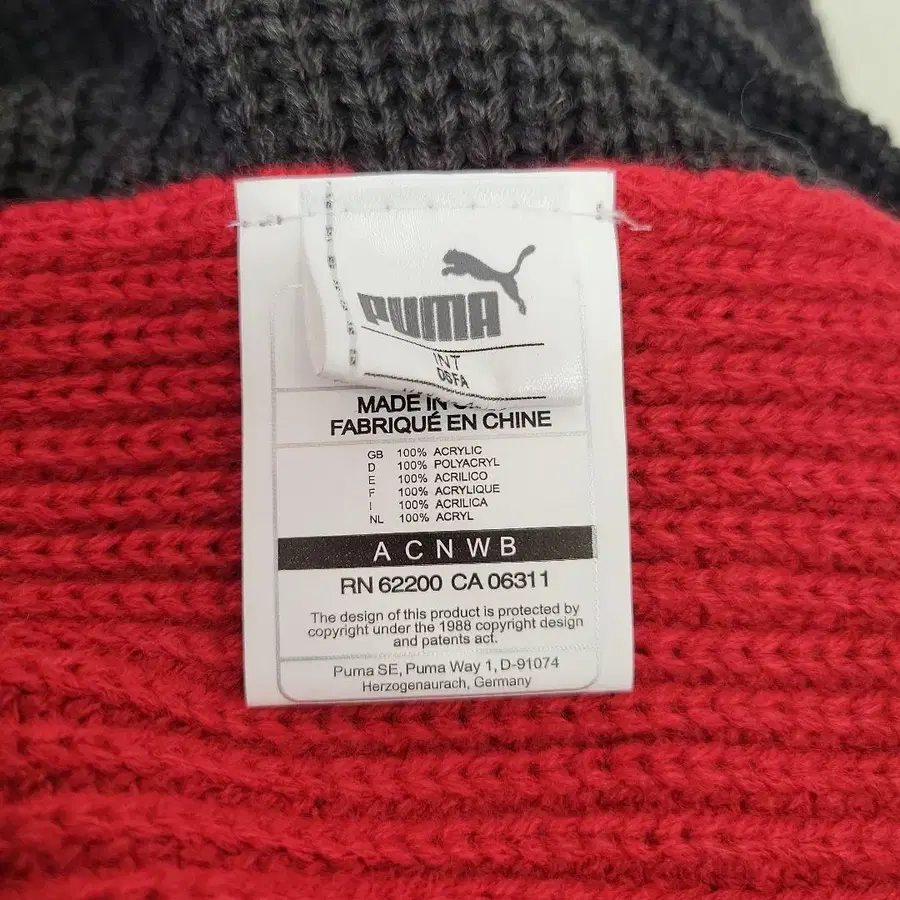 PUMA
INT
OSFA
MADE IN
FABRIQUÉ EN CHINE
GB 100% ACRYLIC
D 100% POLYACRYL
E 100% ACRILICO
F 100% ACRYLIQUE
I 100% ACRILICA
NL 100% ACRYL
ACNWB
RN 62200 CA 06311
The design of this product is protected by
copyright under the 1988 copyright design
and patents act.
Puma SE, Puma Way 1, D-91074
Herzogenaurach, Germany